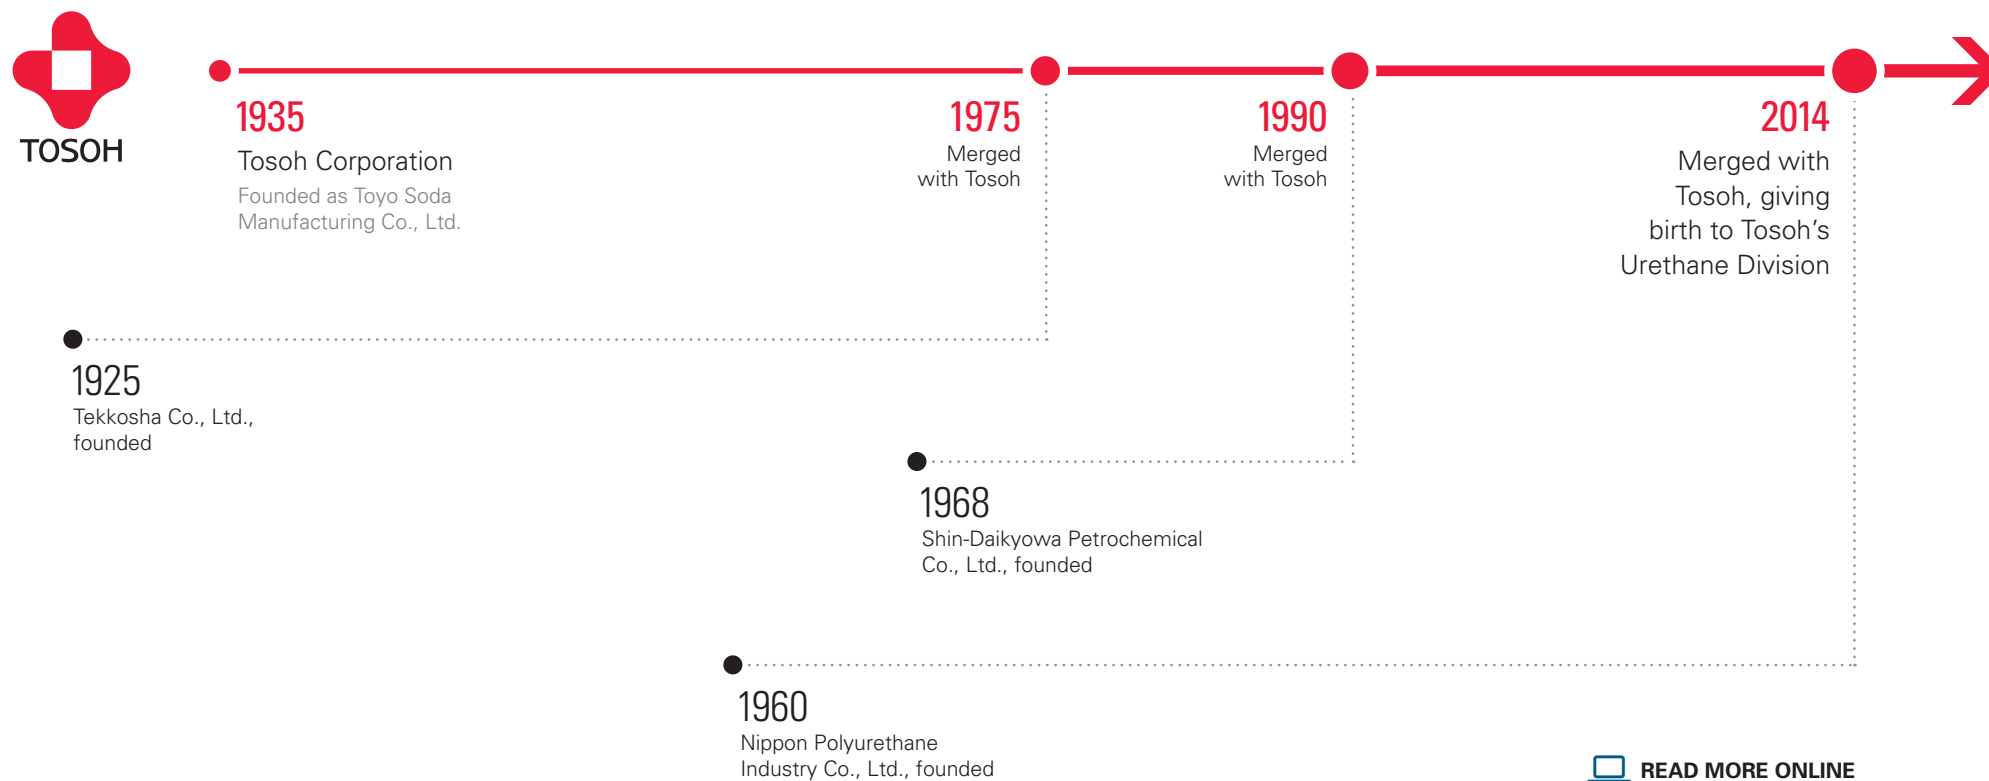 TOSOH
1935
Tosoh Corporation
Founded as Toyo Soda
Manufacturing Co., Ltd.
1975
Merged
with Tosoh
1990
Merged
with Tosoh
2014
Merged with
Tosoh, giving
birth to Tosoh’s
Urethane Division
1925
Tekkosha Co., Ltd.,
founded
1968
Shin-Daikyowa Petrochemical
Co., Ltd., founded
1960
Nippon Polyurethane
Industry Co., Ltd., founded
READ MORE ONLINE